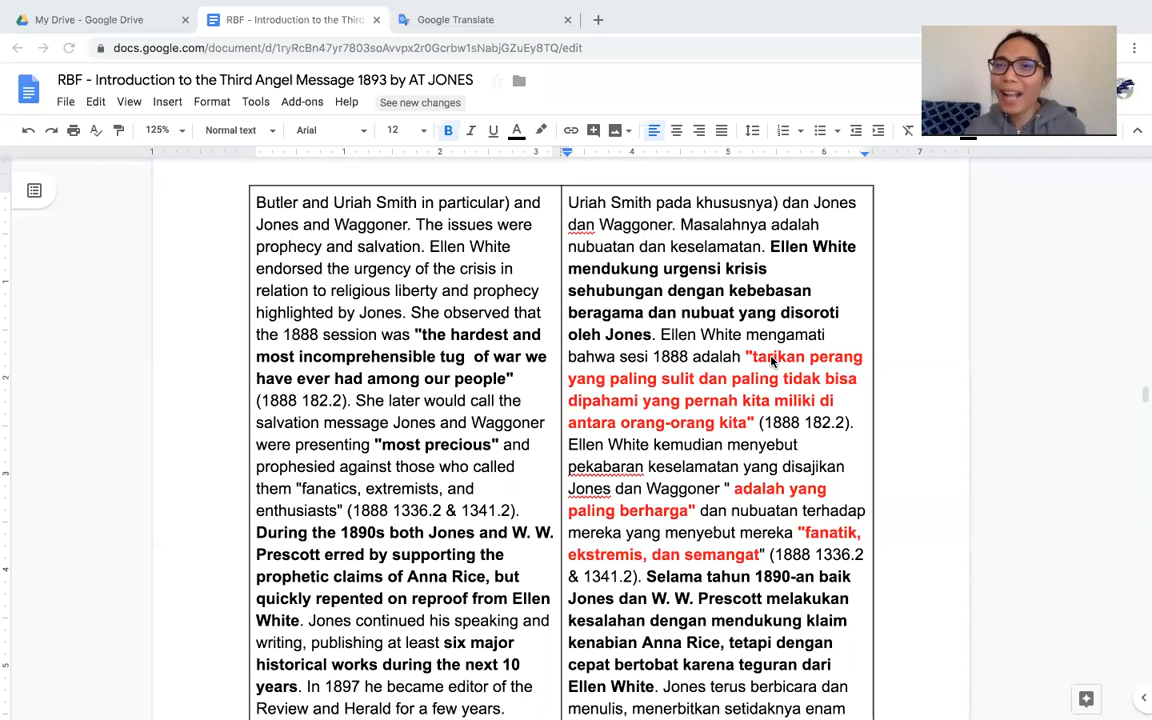 My Drive - Google Drive
RBF - Introduction to the Third
Google Translate
docs.google.com/document/d/1ryRcBn47yr7803soAvvpx2r0Gcrbw1sNabjGZuEy8TQ/edit
RBF - Introduction to the Third Angel Message 1893 by AT JONES
File Edit View Insert Format Tools Add-ons Help See new changes
125% Normal text Arial 12 B I U A
1 1 2 3 4 5 6 7
Butler and Uriah Smith in particular) and
Jones and Waggoner. The issues were
prophecy and salvation. Ellen White
endorsed the urgency of the crisis in
relation to religious liberty and prophecy
highlighted by Jones. She observed that
the 1888 session was "the hardest and
most incomprehensible tug of war we
have ever had among our people"
(1888 182.2). She later would call the
salvation message Jones and Waggoner
were presenting "most precious" and
prophesied against those who called
them "fanatics, extremists, and
enthusiasts" (1888 1336.2 & 1341.2).
During the 1890s both Jones and W. W.
Prescott erred by supporting the
prophetic claims of Anna Rice, but
quickly repented on reproof from Ellen
White. Jones continued his speaking and
writing, publishing at least six major
historical works during the next 10
years. In 1897 he became editor of the
Review and Herald for a few years.
Uriah Smith pada khususnya) dan Jones
dan Waggoner. Masalahnya adalah
nubuatan dan keselamatan. Ellen White
mendukung urgensi krisis
sehubungan dengan kebebasan
beragama dan nubuat yang disoroti
oleh Jones. Ellen White mengamati
bahwa sesi 1888 adalah "tarikan perang
yang paling sulit dan paling tidak bisa
dipahami yang pernah kita miliki di
antara orang-orang kita" (1888 182.2).
Ellen White kemudian menyebut
pekabaran keselamatan yang disajikan
Jones dan Waggoner " adalah yang
paling berharga" dan nubuatan terhadap
mereka yang menyebut mereka "fanatik,
ekstremis, dan semangat" (1888 1336.2
& 1341.2). Selama tahun 1890-an baik
Jones dan W. W. Prescott melakukan
kesalahan dengan mendukung klaim
kenabian Anna Rice, tetapi dengan
cepat bertobat karena teguran dari
Ellen White. Jones terus berbicara dan
menulis, menerbitkan setidaknya enam
1
2
3
4
5